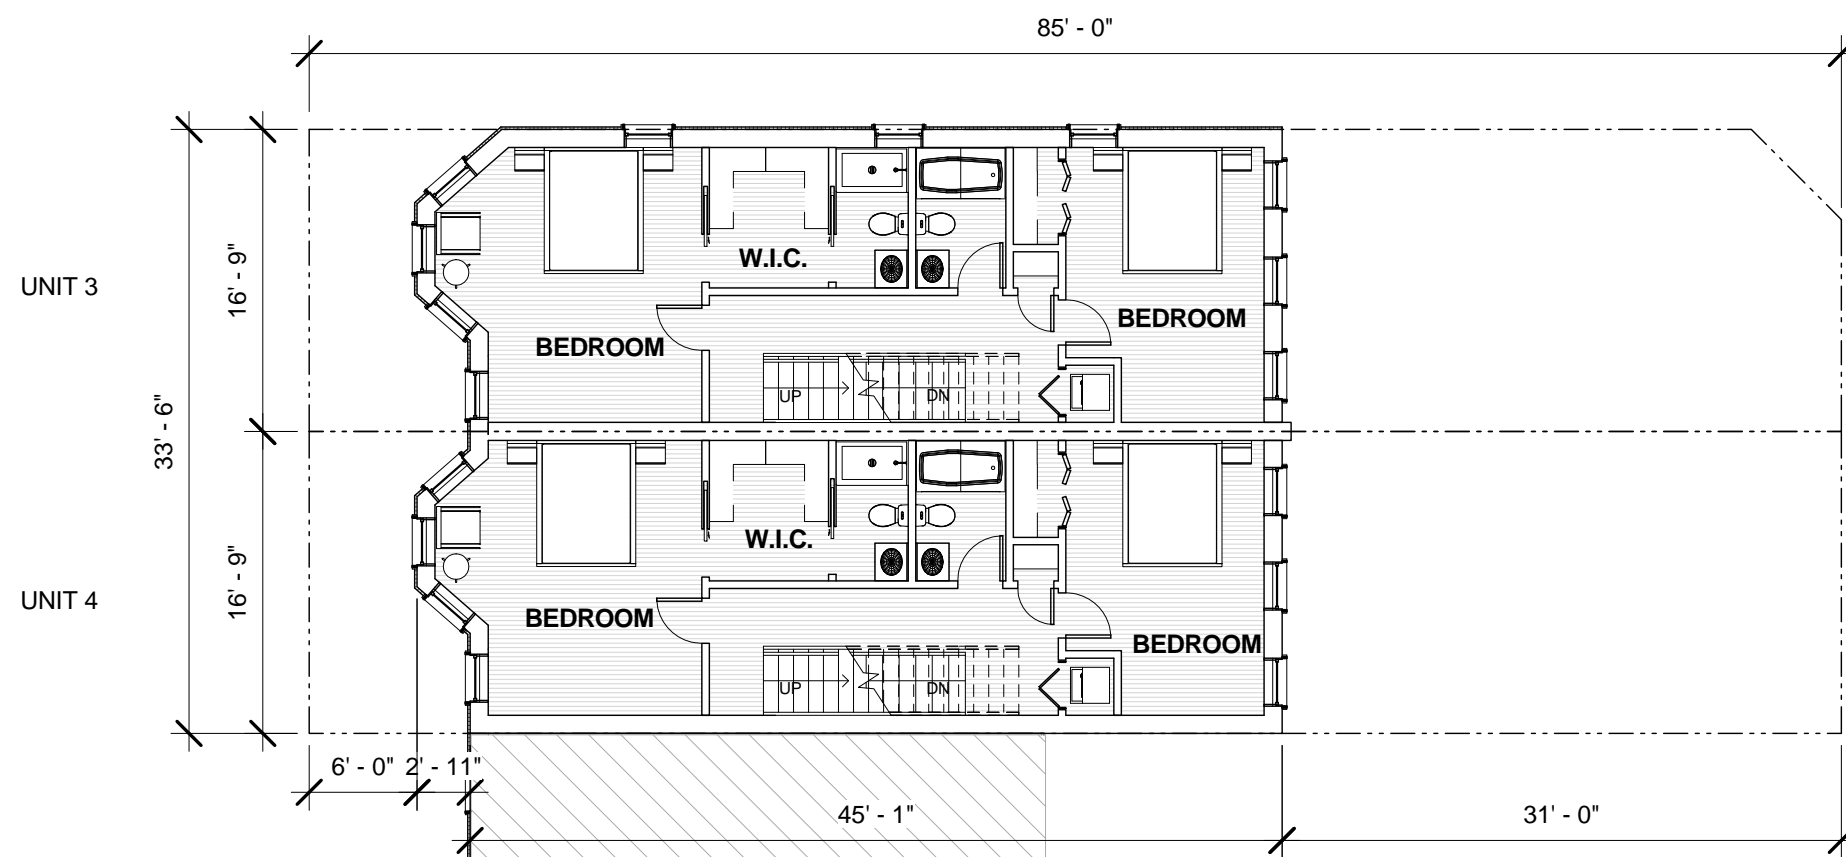 85' - 0"
W.I.C.
16' - 9"
UNIT 3
BEDROOM
BEDROOM
UP
DN
33' - 6"
W.I.C.
16' - 9"
UNIT 4
BEDROOM
BEDROOM
UP
DN
6' - 0"
2' - 11"
45' - 1"
31' - 0"